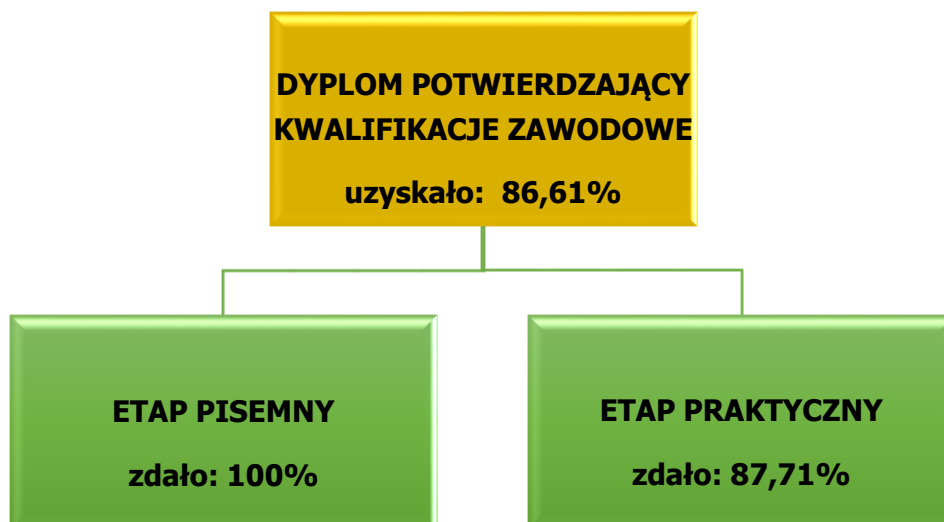 DYPLOM POTWIERDZAJĄCY
KWALIFIKACJE ZAWODOWE
uzyskało: 86,61%
ETAP PISEMNY
zdało: 100%
ETAP PRAKTYCZNY
zdało: 87,71%